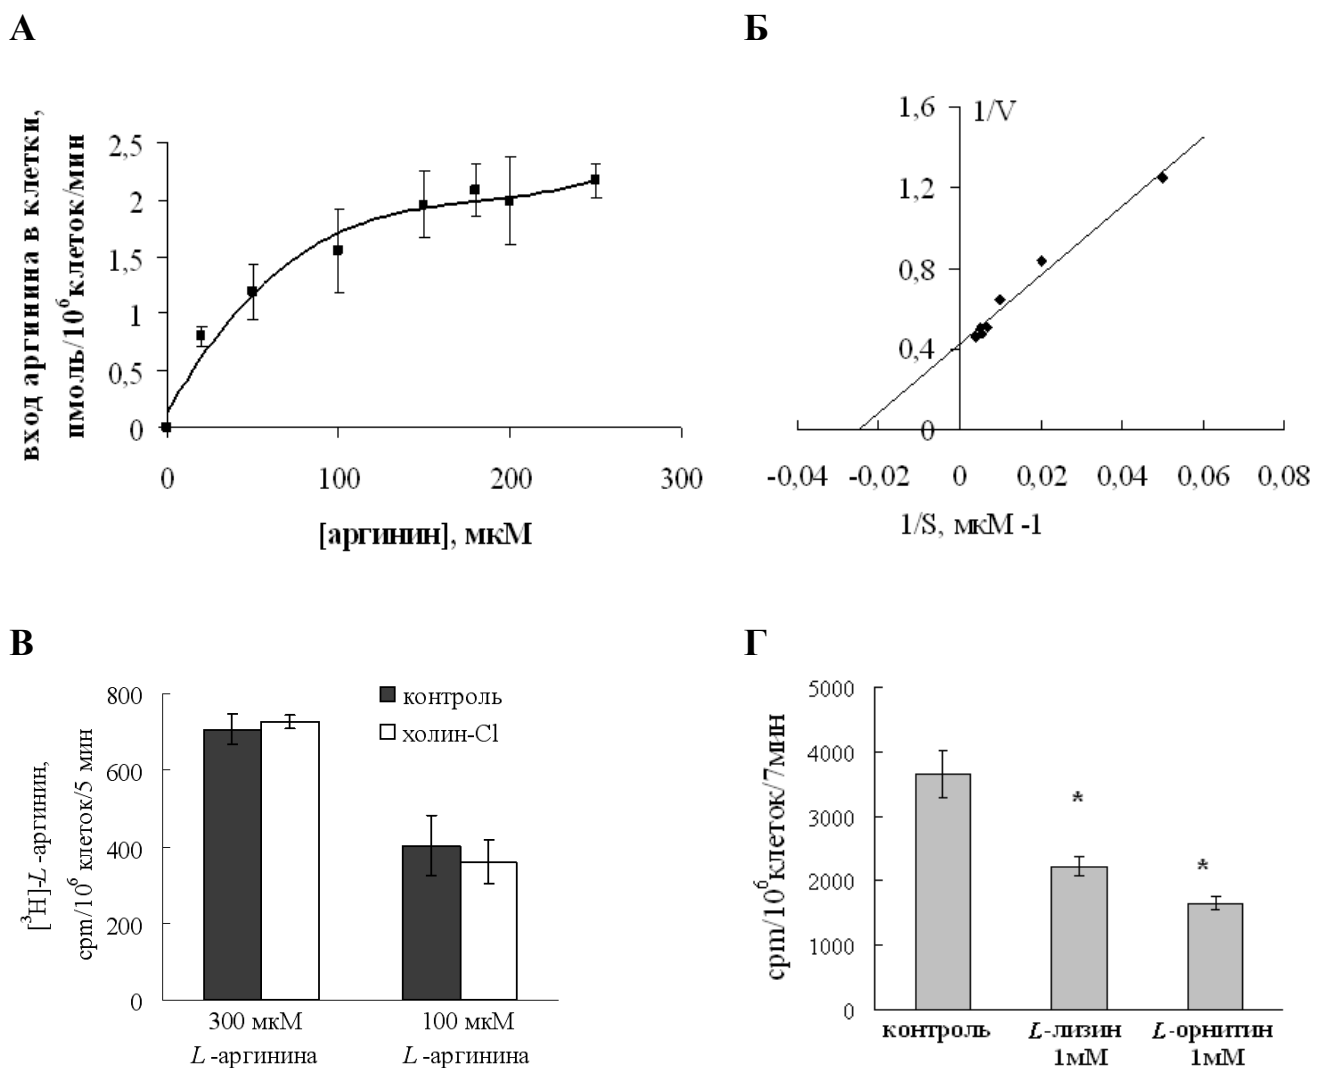 А
вход аргинина в клетки,
пмоль/10⁶клеток/мин
2,5
2
1,5
1
0,5
0
0
100
200
300
[аргинин], мкМ
Б
1/V
1,6
1,2
0,8
0,4
0
-0,04
-0,02
0
0,02
0,04
0,06
0,08
1/S, мкМ -1
В
[³H]-L-аргинин,
cpm/10⁶ клеток/5 мин
800
600
400
200
0
контроль
холин-Cl
300 мкМ
L -аргинина
100 мкМ
L -аргинина
Г
cpm/10⁶клеток/7мин
5000
4000
3000
2000
1000
0
*
*
контроль
L-лизин
1мМ
L-орнитин
1мМ